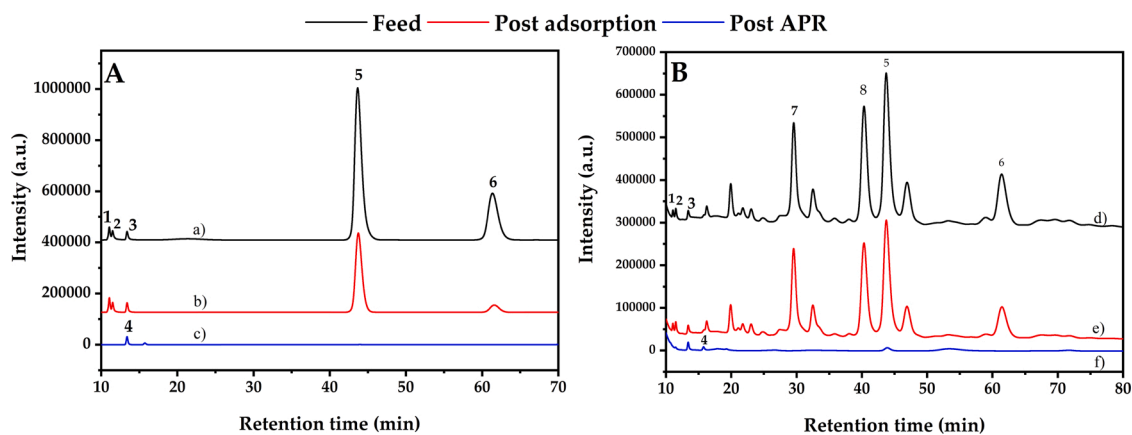 Feed Post adsorption Post APR
A
1000000
800000
600000
400000
200000
0
Intensity (a.u.)
1 2 3
5
6
a)
b)
c)
4
10 20 30 40 50 60 70
Retention time (min)
B
700000
600000
500000
400000
300000
200000
100000
0
Intensity (a.u.)
1 2 3
7
8
5
6
d)
e)
f)
4
10 20 30 40 50 60 70 80
Retention time (min)